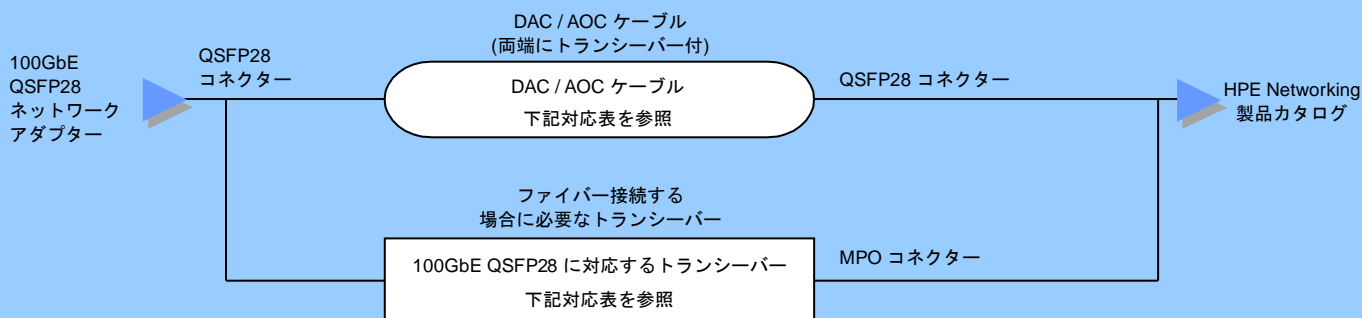 DAC / AOC ケーブル
(両端にトランシーバー付)
100GbE
QSFP28
ネットワーク
アダプター
QSFP28
コネクター
DAC / AOC ケーブル
下記対応表を参照
QSFP28 コネクター
HPE Networking
製品カタログ
ファイバー接続する
場合に必要なトランシーバー
100GbE QSFP28 に対応するトランシーバー
下記対応表を参照
MPO コネクター